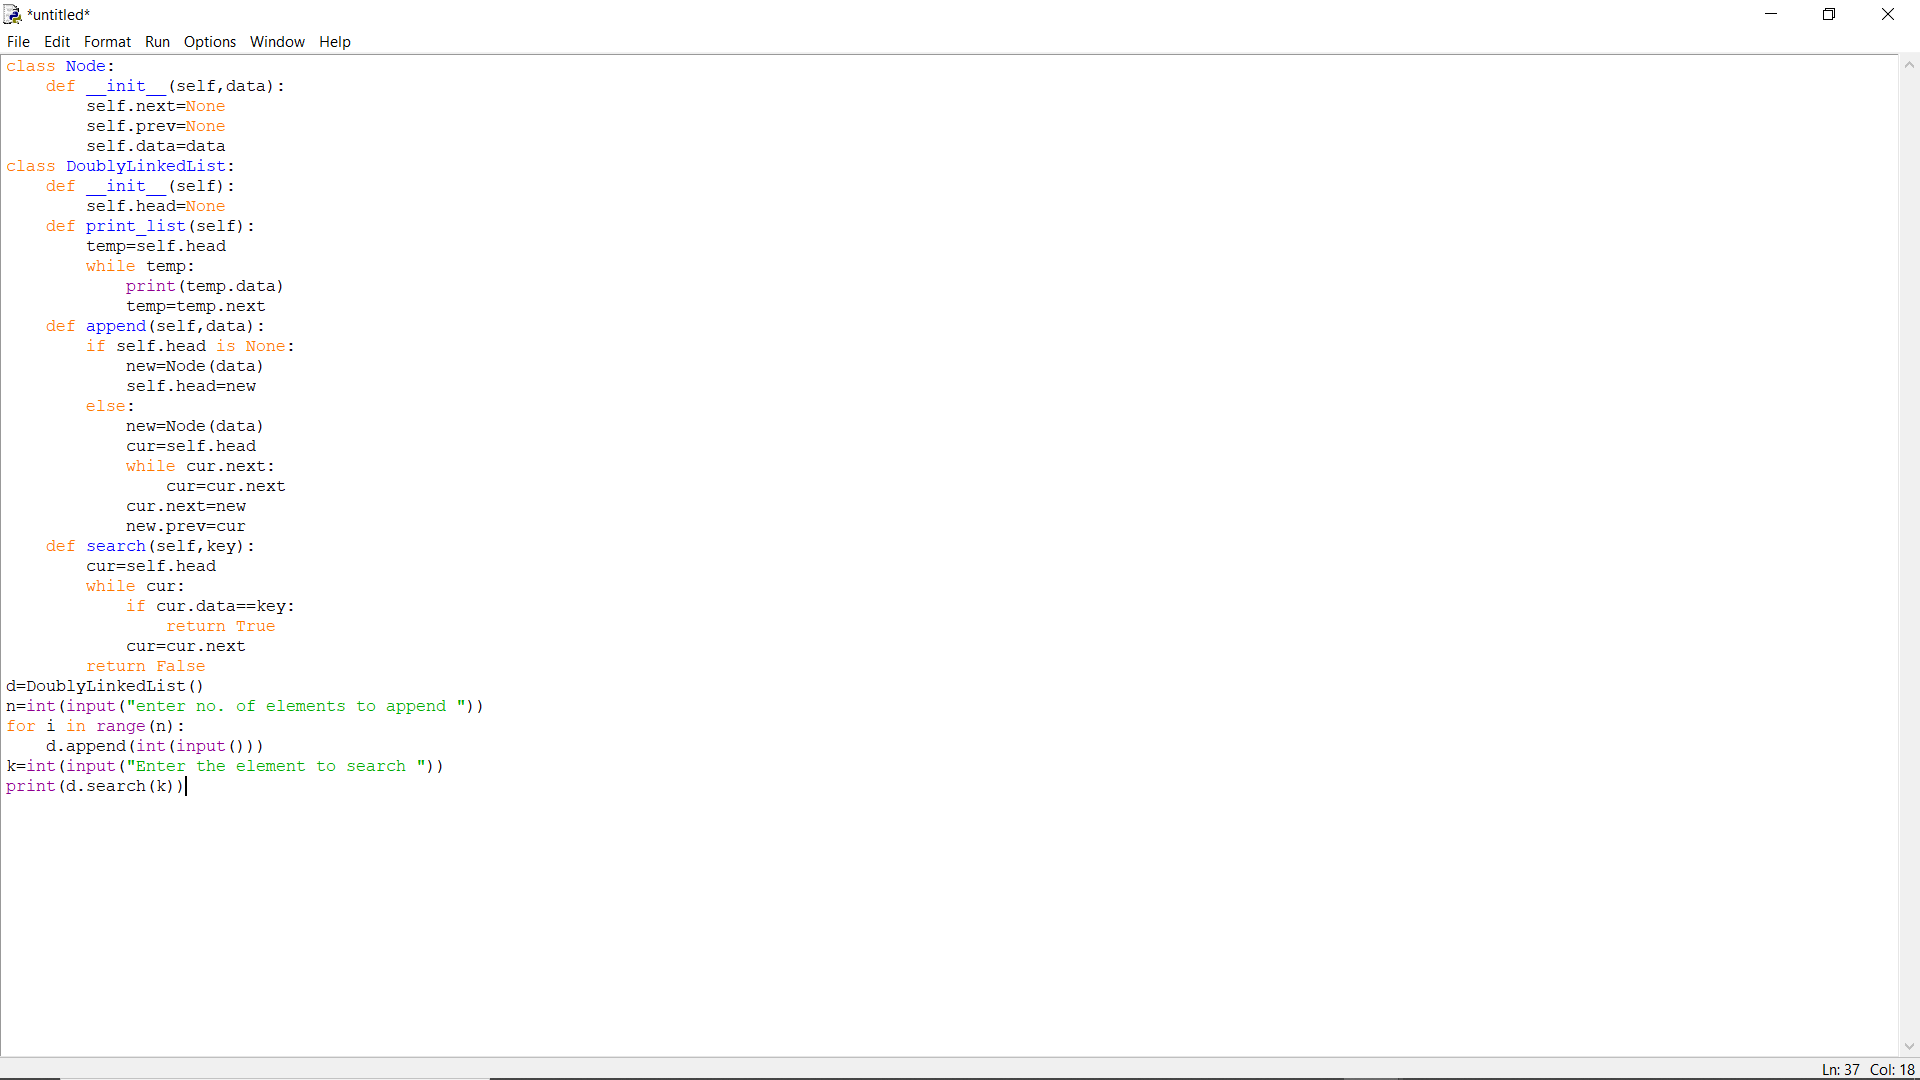 *untitled*
File Edit Format Run Options Window Help
class Node:
    def __init__(self,data):
        self.next=None
        self.prev=None
        self.data=data
class DoublyLinkedList:
    def __init__(self):
        self.head=None
    def print_list(self):
        temp=self.head
        while temp:
            print(temp.data)
            temp=temp.next
    def append(self,data):
        if self.head is None:
            new=Node(data)
            self.head=new
        else:
            new=Node(data)
            cur=self.head
            while cur.next:
                cur=cur.next
            cur.next=new
            new.prev=cur
    def search(self,key):
        cur=self.head
        while cur:
            if cur.data==key:
                return True
            cur=cur.next
        return False
d=DoublyLinkedList()
n=int(input("enter no. of elements to append "))
for i in range(n):
    d.append(int(input()))
k=int(input("Enter the element to search "))
print(d.search(k))
Ln: 37 Col: 18